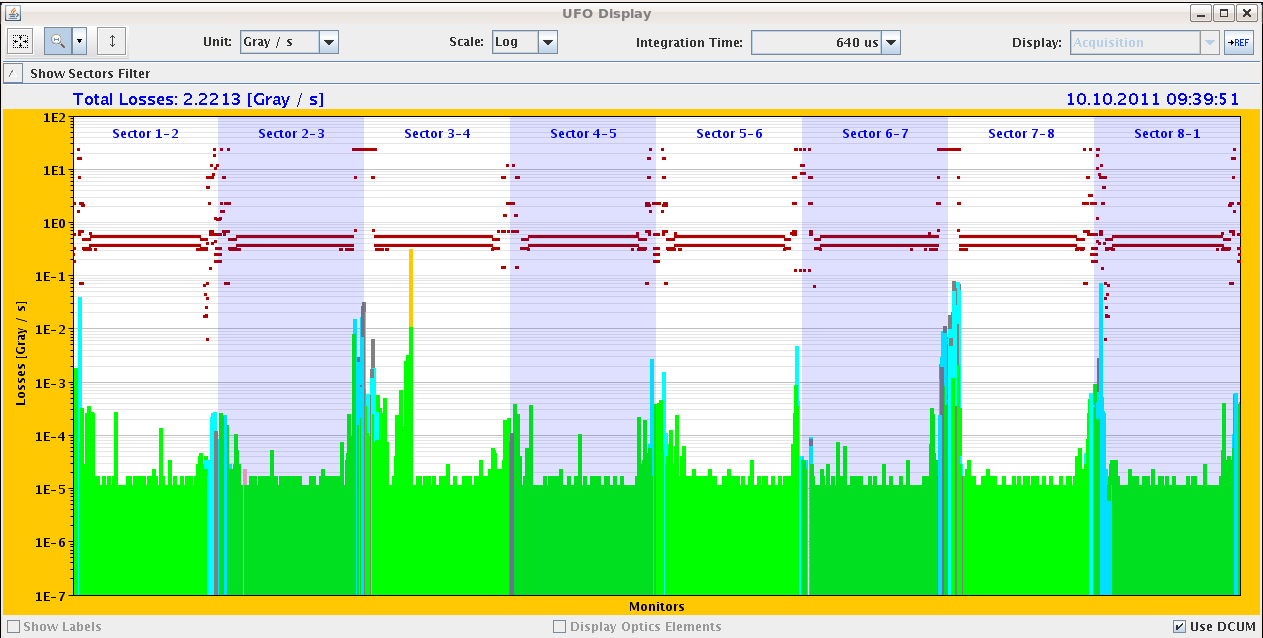 UFO Display
Unit: Gray / s Scale: Log Integration Time: 640 us Display: Acquisition →REF
Show Sectors Filter
Total Losses: 2.2213 [Gray / s] 10.10.2011 09:39:51
1E2
Sector 1-2 Sector 2-3 Sector 3-4 Sector 4-5 Sector 5-6 Sector 6-7 Sector 7-8 Sector 8-1
1E1
1E0
1E-1
1E-2
1E-3
1E-4
1E-5
1E-6
1E-7
Losses [Gray / s]
Monitors
Show Labels Display Optics Elements Use DCUM